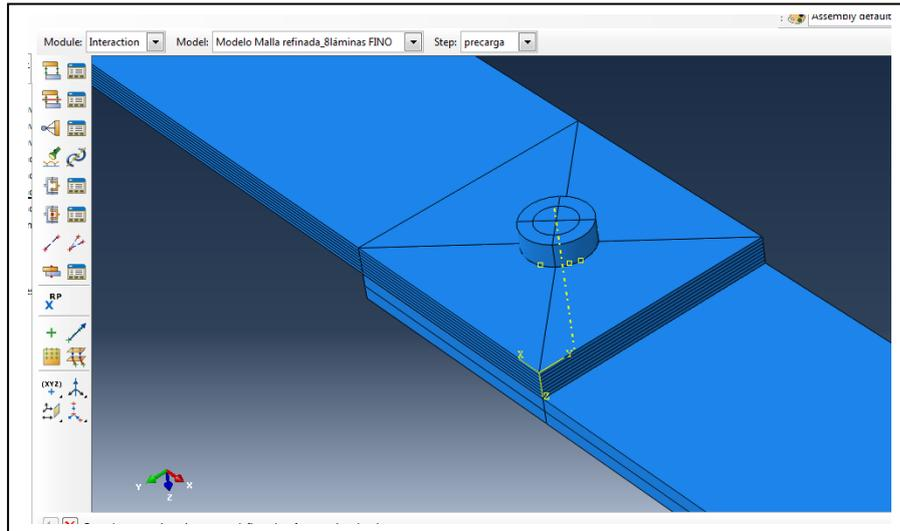 Assembly default
Module: Interaction Model: Modelo Malla refinada_8láminas FINO Step: precarga
RP
X
(XYZ)
X Y
Z
Y X
Z